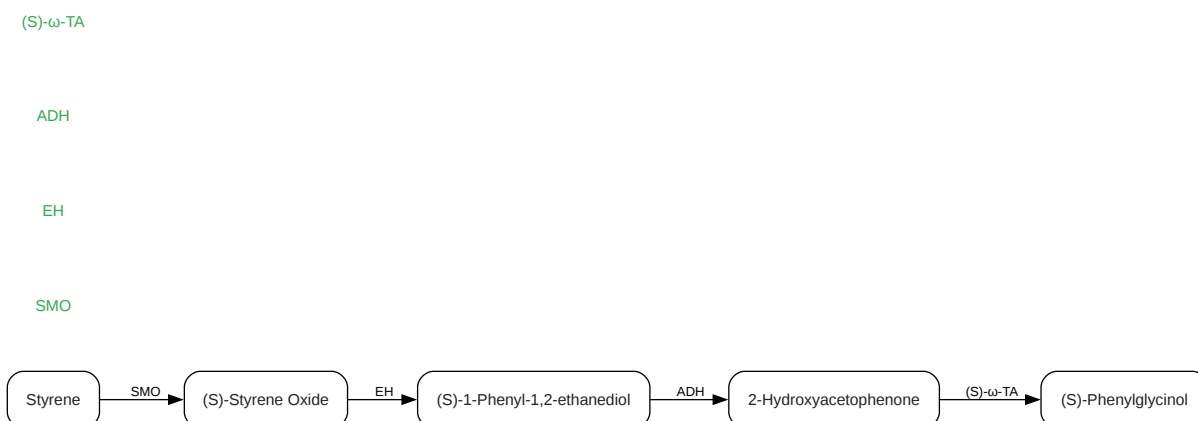 (S)-ω-TA
ADH
EH
SMO
Styrene
SMO
(S)-Styrene Oxide
EH
(S)-1-Phenyl-1,2-ethanediol
ADH
2-Hydroxyacetophenone
(S)-ω-TA
(S)-Phenylglycinol